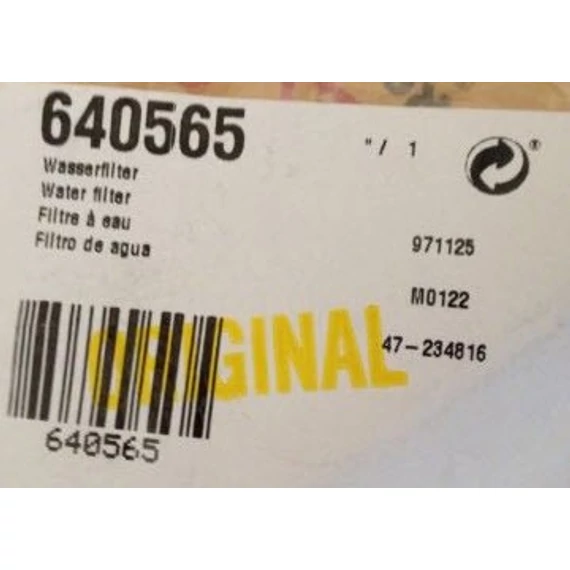 640565
" / 1
®
Wasserfilter
Water filter
Filtre à eau
Filtro de agua
971125
M0122
47-234816
ORIGINAL
640565